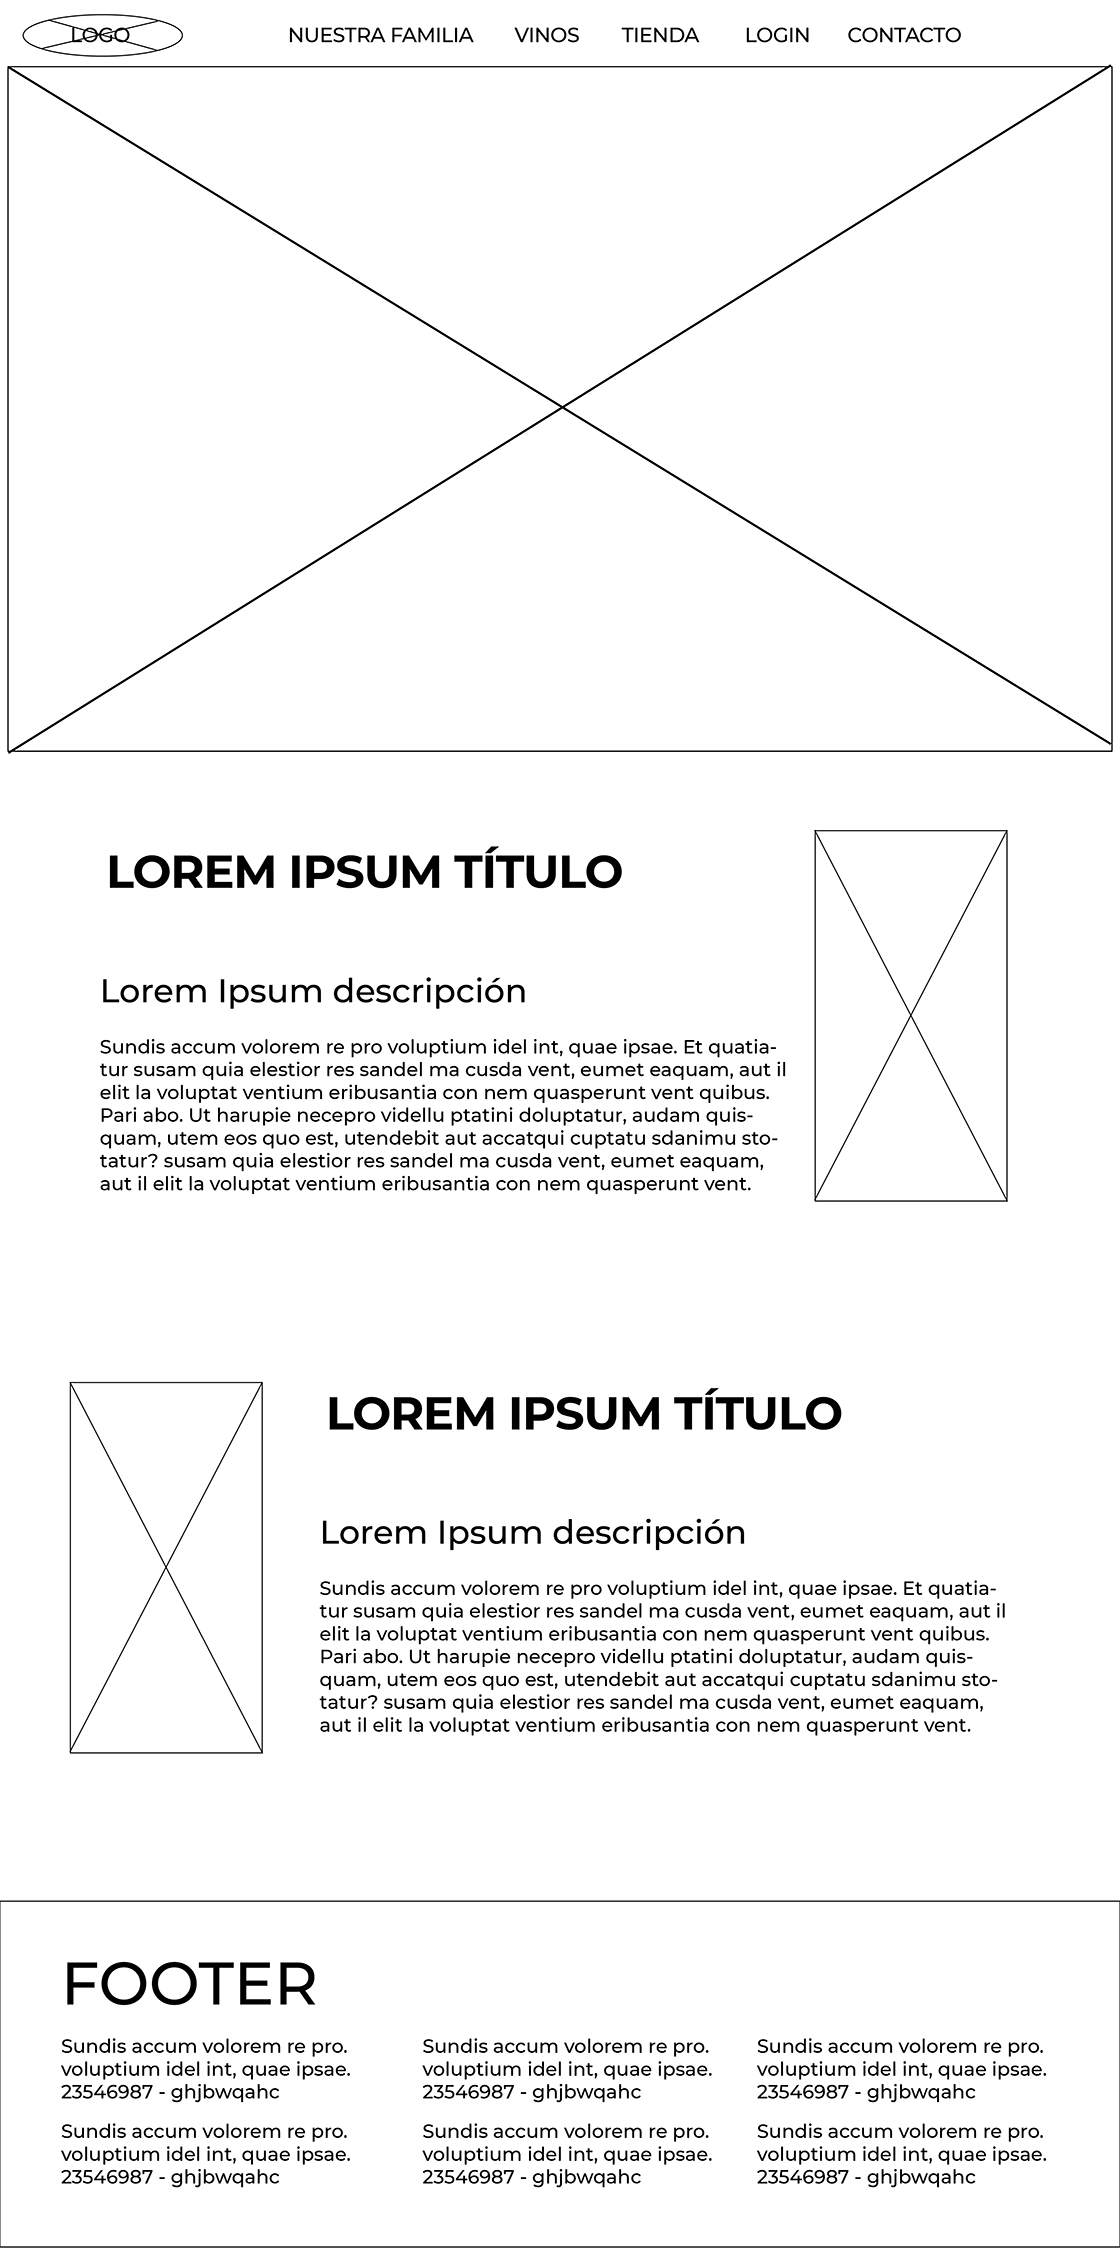 LOGO NUESTRA FAMILIA VINOS TIENDA LOGIN CONTACTO
LOREM IPSUM TÍTULO
Lorem Ipsum descripción
Sundis accum volorem re pro voluptium idel int, quae ipsae. Et quatia-
tur susam quia elestior res sandel ma cusda vent, eumet eaquam, aut il
elit la voluptat ventium eribusantia con nem quasperunt vent quibus.
Pari abo. Ut harupie necepro videllu ptatini doluptatur, audam quis-
quam, utem eos quo est, utendebit aut accatqui cuptatu sdanimu sto-
tatur? susam quia elestior res sandel ma cusda vent, eumet eaquam,
aut il elit la voluptat ventium eribusantia con nem quasperunt vent.
LOREM IPSUM TÍTULO
Lorem Ipsum descripción
Sundis accum volorem re pro voluptium idel int, quae ipsae. Et quatia-
tur susam quia elestior res sandel ma cusda vent, eumet eaquam, aut il
elit la voluptat ventium eribusantia con nem quasperunt vent quibus.
Pari abo. Ut harupie necepro videllu ptatini doluptatur, audam quis-
quam, utem eos quo est, utendebit aut accatqui cuptatu sdanimu sto-
tatur? susam quia elestior res sandel ma cusda vent, eumet eaquam,
aut il elit la voluptat ventium eribusantia con nem quasperunt vent.
FOOTER
Sundis accum volorem re pro.
voluptium idel int, quae ipsae.
23546987 - ghjbwqahc
Sundis accum volorem re pro.
voluptium idel int, quae ipsae.
23546987 - ghjbwqahc
Sundis accum volorem re pro.
voluptium idel int, quae ipsae.
23546987 - ghjbwqahc
Sundis accum volorem re pro.
voluptium idel int, quae ipsae.
23546987 - ghjbwqahc
Sundis accum volorem re pro.
voluptium idel int, quae ipsae.
23546987 - ghjbwqahc
Sundis accum volorem re pro.
voluptium idel int, quae ipsae.
23546987 - ghjbwqahc